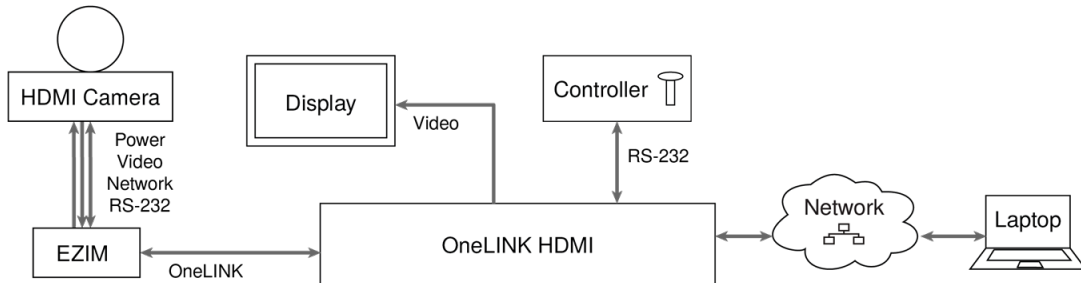 HDMI Camera
Power
Video
Network
RS-232
EZIM
OneLINK
Display
Video
Controller
RS-232
OneLINK HDMI
Network
Laptop